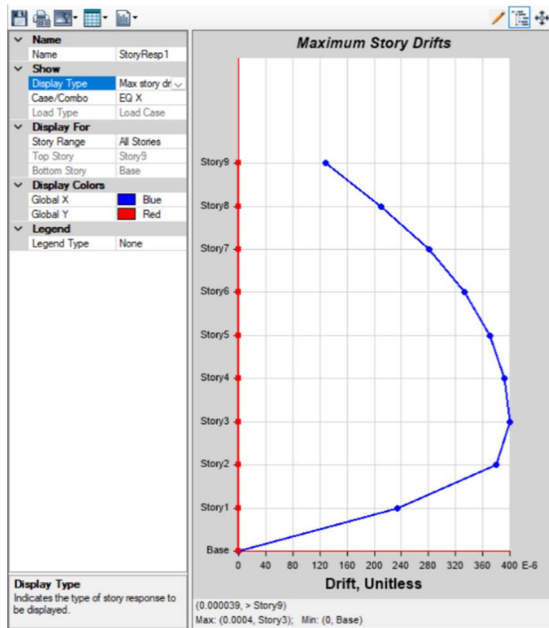 Name
Name StoryResp1
Show
Display Type Max story dr
Case/Combo EQ X
Load Type Load Case
Display For
Story Range All Stories
Top Story Story9
Bottom Story Base
Display Colors
Global X Blue
Global Y Red
Legend
Legend Type None
Display Type
Indicates the type of story response to
be displayed.
Maximum Story Drifts
Story9
Story8
Story7
Story6
Story5
Story4
Story3
Story2
Story1
Base
0 40 80 120 160 200 240 280 320 360 400 E-6
Drift, Unitless
(0.000039, > Story9)
Max: (0.0004, Story3); Min: (0, Base)